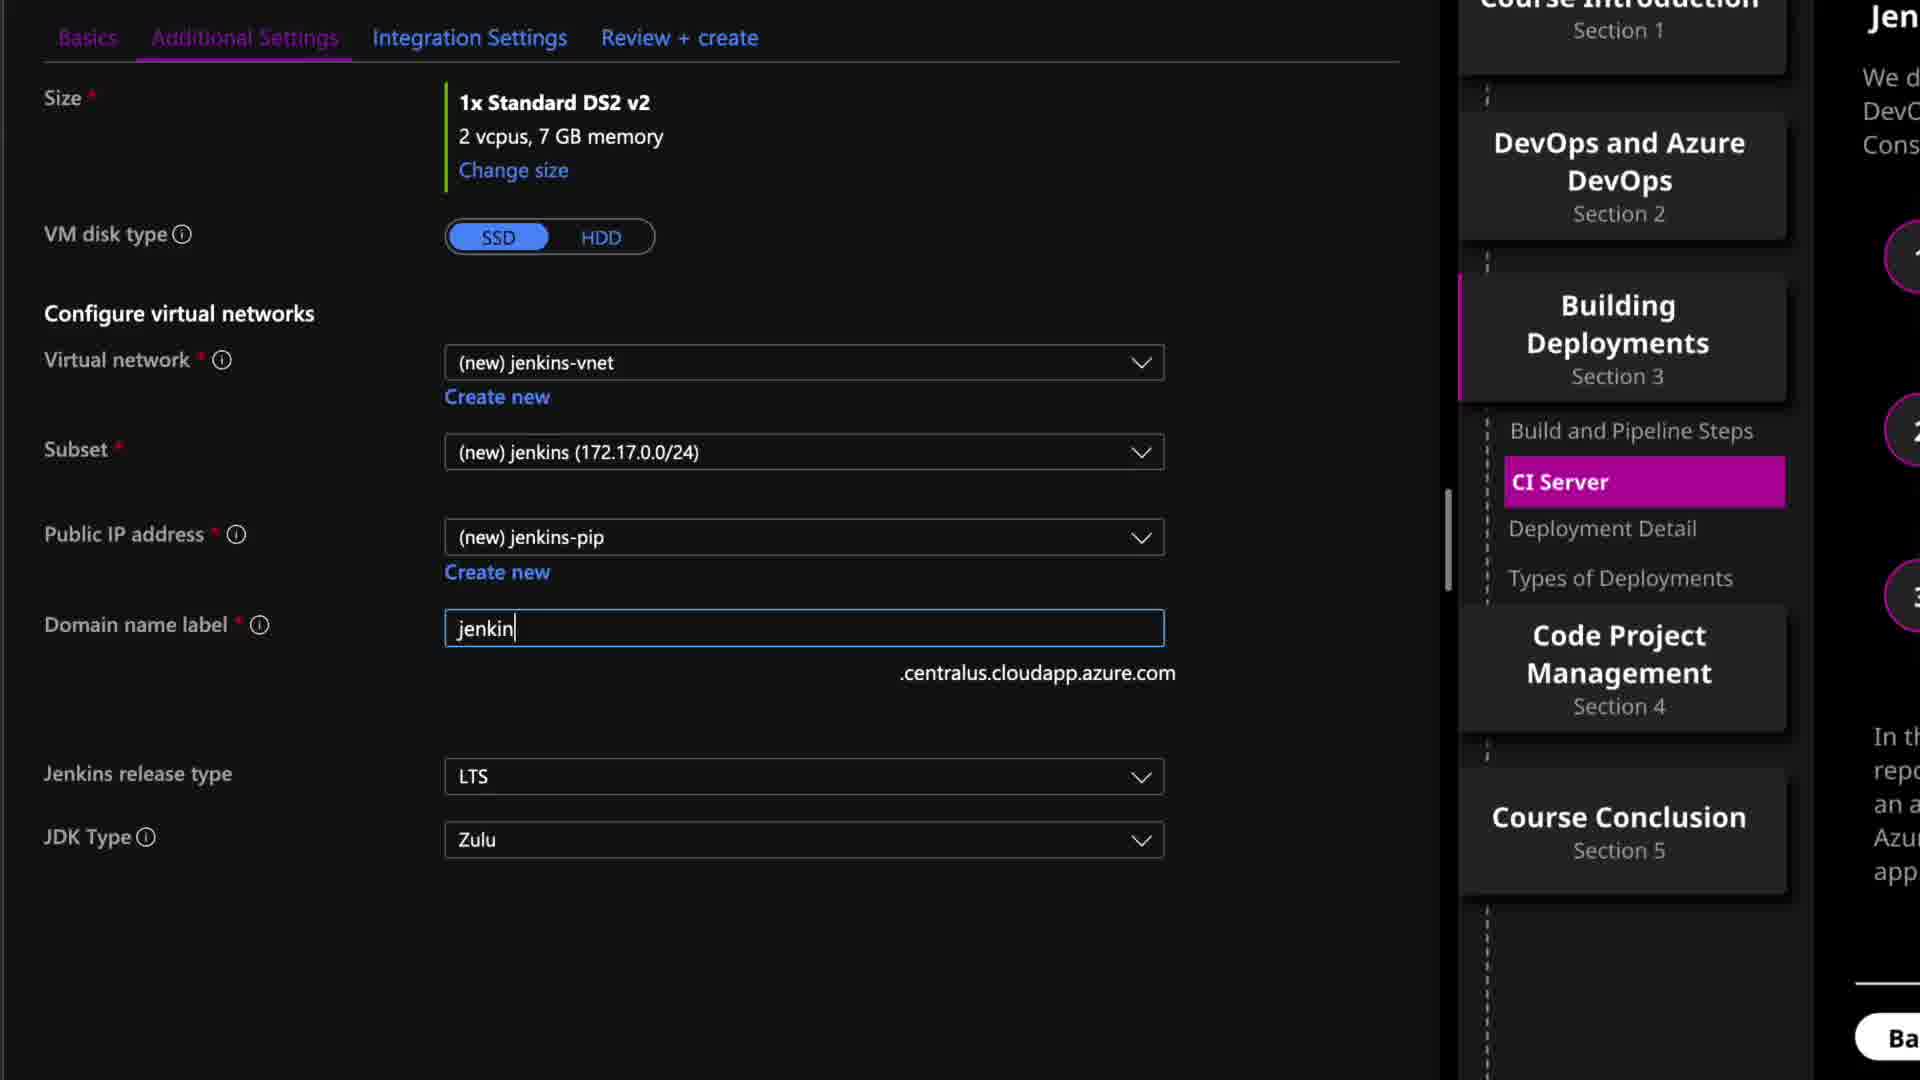 Basics
Additional Settings
Integration Settings
Review + create
Size *
1x Standard DS2 v2
2 vcpus, 7 GB memory
Change size
VM disk type
SSD
HDD
Configure virtual networks
Virtual network *
(new) jenkins-vnet
Create new
Subset *
(new) jenkins (172.17.0.0/24)
Public IP address *
(new) jenkins-pip
Create new
Domain name label *
jenkin
.centralus.cloudapp.azure.com
Jenkins release type
LTS
JDK Type
Zulu
Course Introduction
Section 1
DevOps and Azure
DevOps
Section 2
Building
Deployments
Section 3
Build and Pipeline Steps
CI Server
Deployment Detail
Types of Deployments
Code Project
Management
Section 4
Course Conclusion
Section 5
Jen
We d
DevO
Cons
In th
repo
an a
Azur
app
Ba